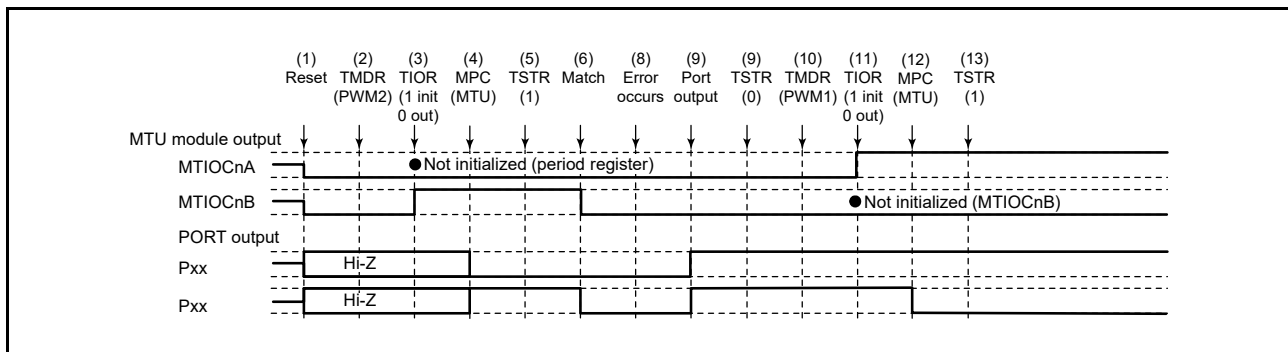 (1) (2) (3) (4) (5) (6) (8) (9) (9) (10) (11) (12) (13)
Reset TMDR TIOR MPC TSTR Match Error Port TSTR TMDR TIOR MPC TSTR
(PWM2) (1 init (MTU) (1) occurs output (0) (PWM1) (1 init (MTU) (1)
0 out) 0 out)
MTU module output
MTIOCnA
Not initialized (period register)
MTIOCnB
Not initialized (MTIOCnB)
PORT output
Pxx
Hi-Z
Pxx
Hi-Z